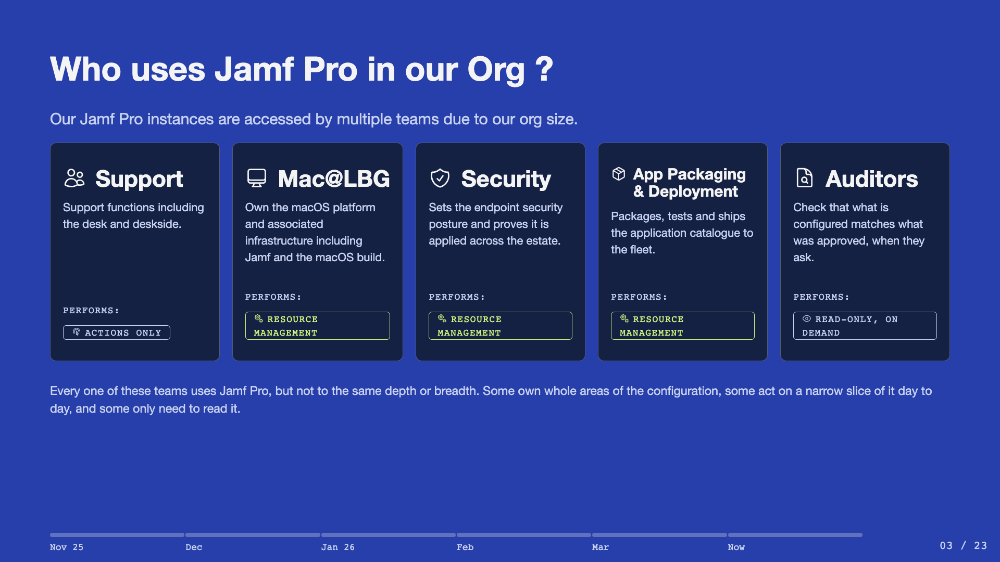 Who uses Jamf Pro in our Org ?
Our Jamf Pro instances are accessed by multiple teams due to our org size.
Support
Support functions including
the desk and deskside.
PERFORMS:
ACTIONS ONLY
Mac@LBG
Own the macOS platform
and associated
infrastructure including
Jamf and the macOS build.
PERFORMS:
RESOURCE
MANAGEMENT
Security
Sets the endpoint security
posture and proves it is
applied across the estate.
PERFORMS:
RESOURCE
MANAGEMENT
App Packaging
& Deployment
Packages, tests and ships
the application catalogue to
the fleet.
PERFORMS:
RESOURCE
MANAGEMENT
Auditors
Check that what is
configured matches what
was approved, when they
ask.
PERFORMS:
READ-ONLY, ON
DEMAND
Every one of these teams uses Jamf Pro, but not to the same depth or breadth. Some own whole areas of the configuration, some act on a narrow slice of it day to
day, and some only need to read it.
Nov 25
Dec
Jan 26
Feb
Mar
Now
03 / 23